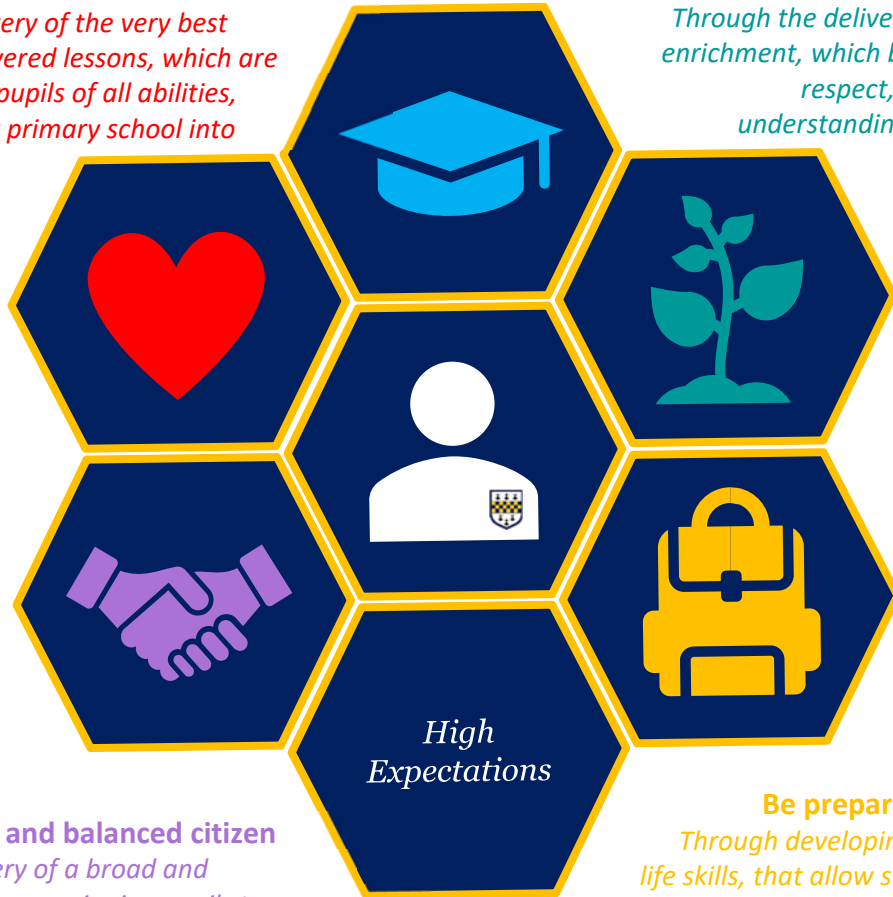 ery of the very best
vered lessons, which are
pupils of all abilities,
primary school into
Through the delive
enrichment, which b
respect,
understandin
High
Expectations
and balanced citizen
ery of a broad and
Be prepar
Through developin
life skills, that allow s